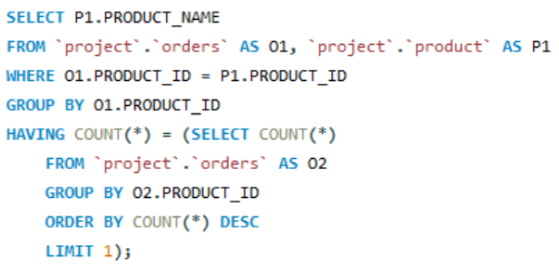 SELECT P1.PRODUCT_NAME
FROM `project`.`orders` AS O1, `project`.`product` AS P1
WHERE O1.PRODUCT_ID = P1.PRODUCT_ID
GROUP BY O1.PRODUCT_ID
HAVING COUNT(*) = (SELECT COUNT(*)
    FROM `project`.`orders` AS O2
    GROUP BY O2.PRODUCT_ID
    ORDER BY COUNT(*) DESC
    LIMIT 1);